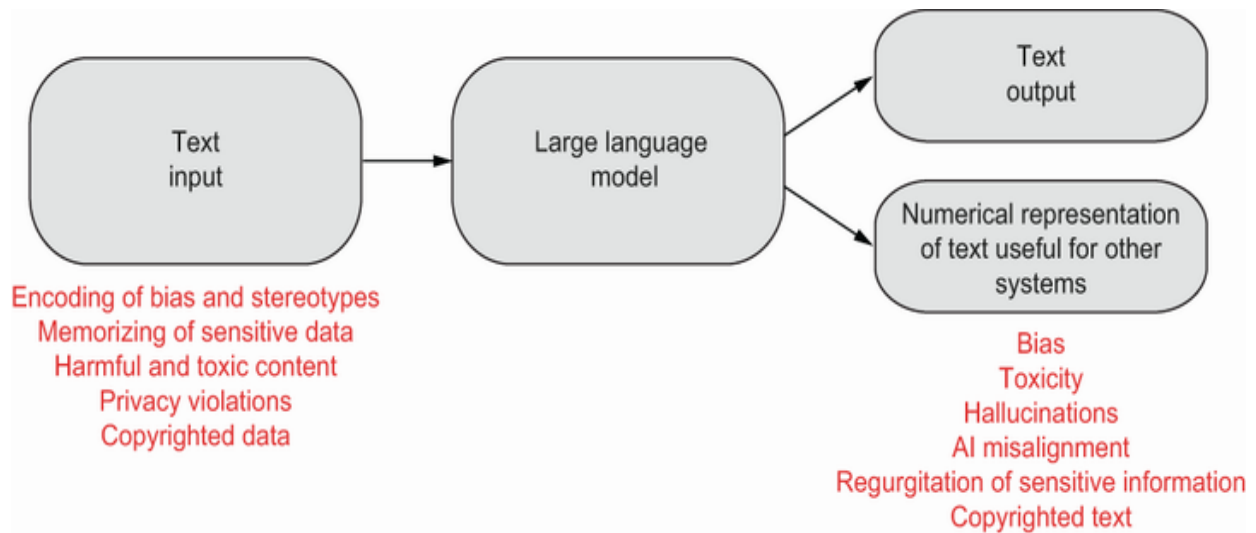 Text
input
Large language
model
Text
output
Numerical representation
of text useful for other
systems
Encoding of bias and stereotypes
Memorizing of sensitive data
Harmful and toxic content
Privacy violations
Copyrighted data
Bias
Toxicity
Hallucinations
AI misalignment
Regurgitation of sensitive information
Copyrighted text